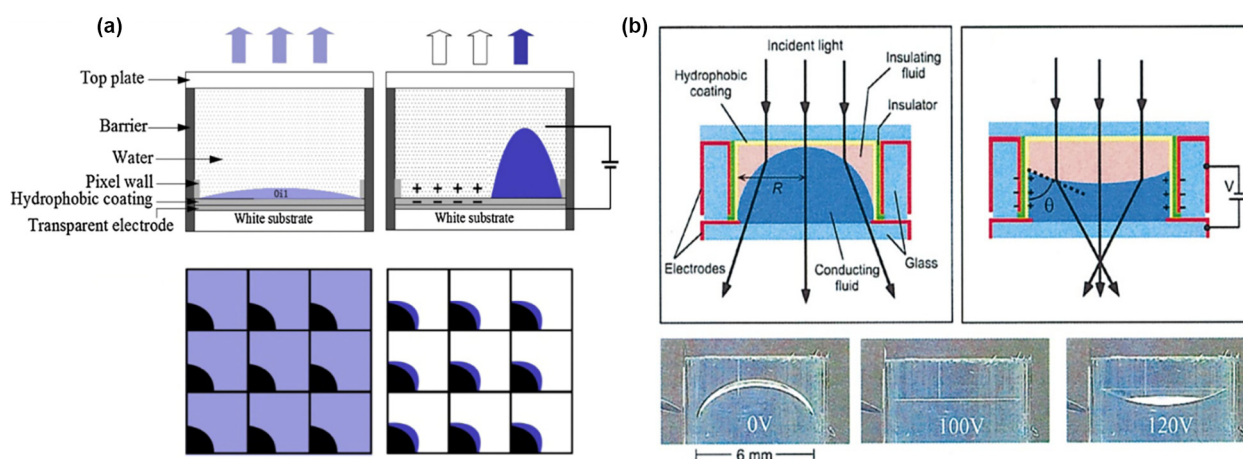 (a)
Top plate
Barrier
Water
Pixel wall
Hydrophobic coating
Transparent electrode
Oil
White substrate
+ + + +
– – – –
White substrate
(b)
Incident light
Hydrophobic
coating
Insulating
fluid
Insulator
R
Electrodes
Conducting
fluid
Glass
θ
V
0V
6 mm
100V
120V